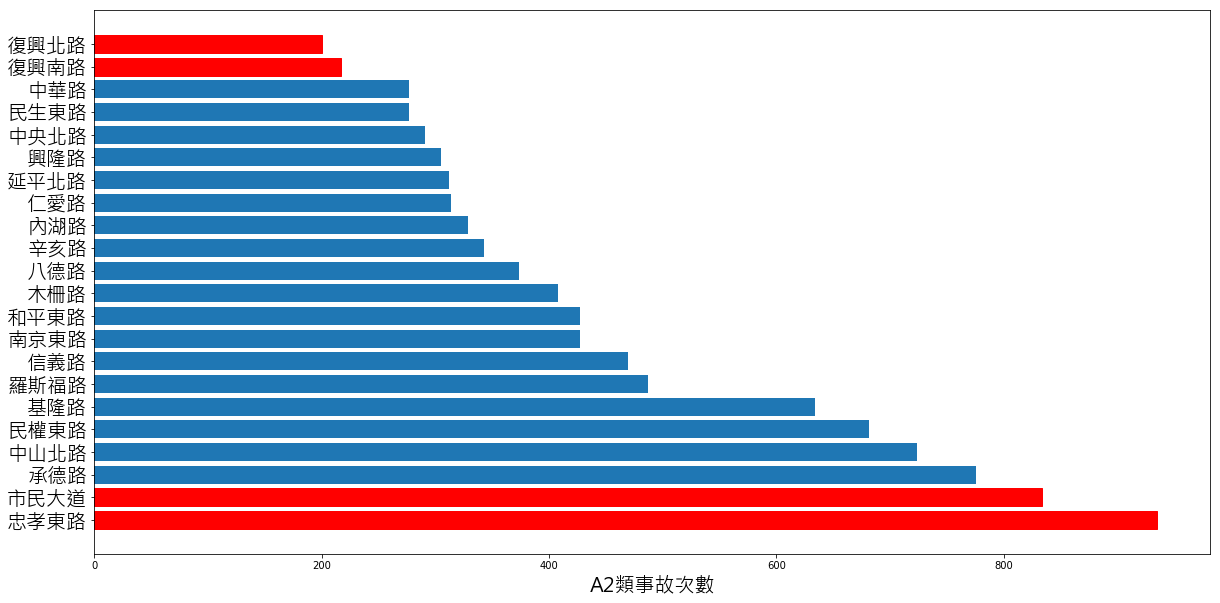 復興北路
復興南路
中華路
民生東路
中央北路
興隆路
延平北路
仁愛路
內湖路
辛亥路
八德路
木柵路
和平東路
南京東路
信義路
羅斯福路
基隆路
民權東路
中山北路
承德路
市民大道
忠孝東路
0 200 400 600 800
A2類事故次數